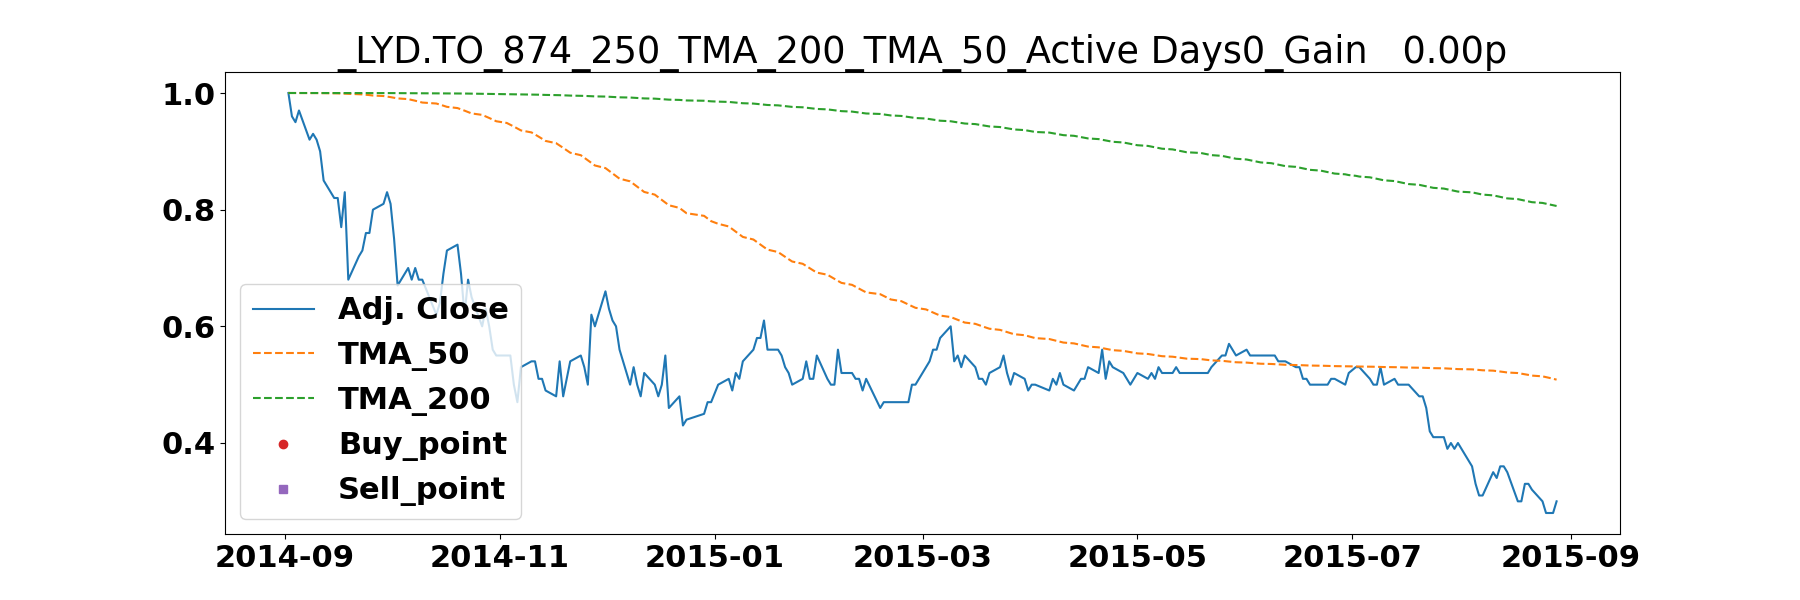 _LYD.TO_874_250_TMA_200_TMA_50_Active Days0_Gain   0.00p
1.0
0.8
0.6
0.4
Adj. Close
TMA_50
TMA_200
Buy_point
Sell_point
2014-09 2014-11 2015-01 2015-03 2015-05 2015-07 2015-09